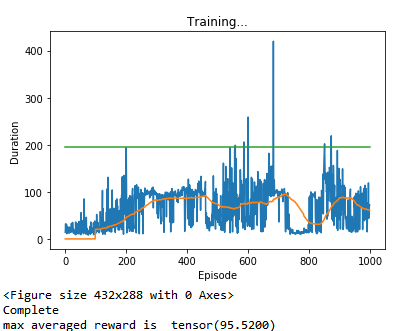 Training...
400
300
200
100
0
Duration
0 200 400 600 800 1000
Episode
<Figure size 432x288 with 0 Axes>
Complete
max averaged reward is  tensor(95.5200)